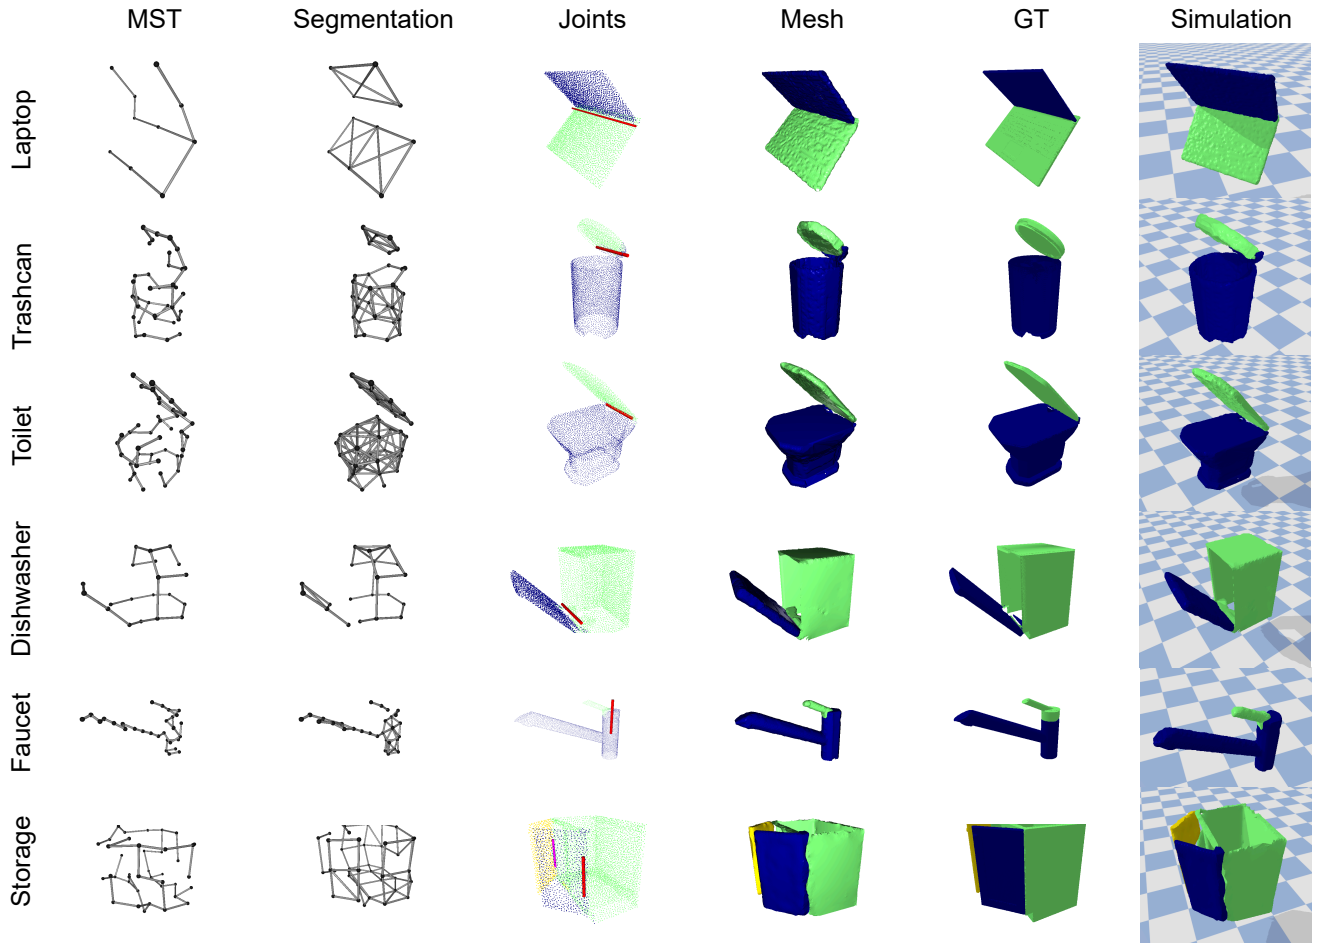 MST Segmentation Joints Mesh GT Simulation
Laptop
Trashcan
Toilet
Dishwasher
Faucet
Storage